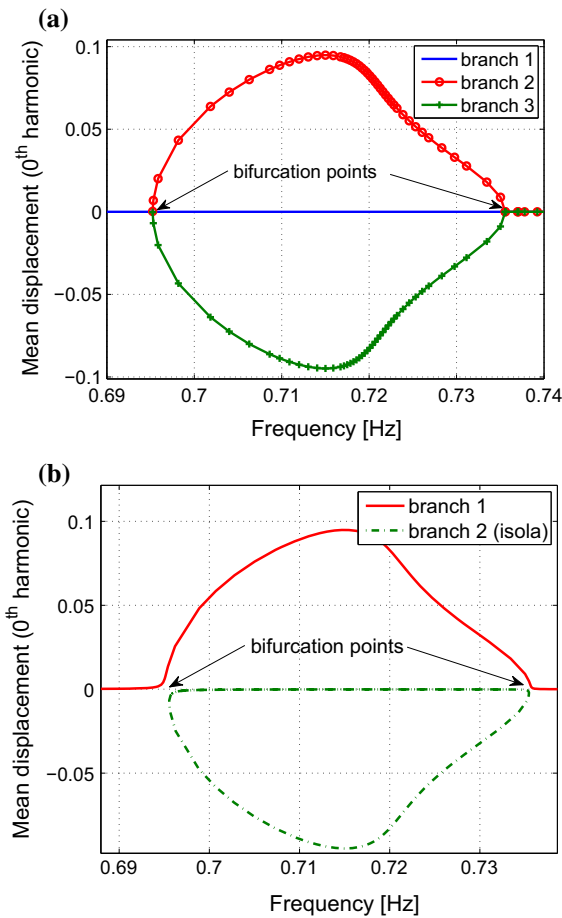 (a)
0.1
0.05
0
−0.05
−0.1
Mean displacement (0th harmonic)
branch 1
branch 2
branch 3
bifurcation points
0.69
0.7
0.71
0.72
0.73
0.74
Frequency [Hz]
(b)
0.1
0.05
0
−0.05
Mean displacement (0th harmonic)
branch 1
branch 2 (isola)
bifurcation points
0.69
0.7
0.71
0.72
0.73
Frequency [Hz]